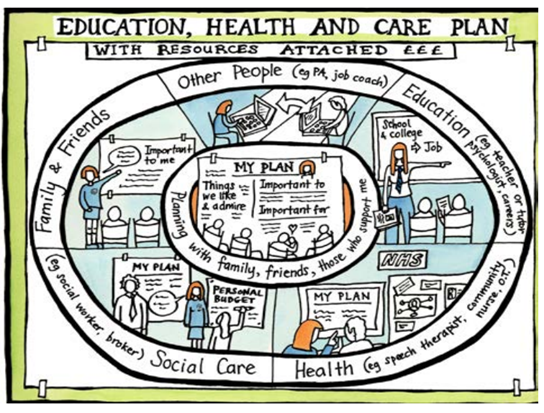 EDUCATION, HEALTH AND CARE PLAN
WITH RESOURCES ATTACHED £££
Other People (eg PA, job coach)
Family & Friends
Important
to me
School
& college
⇨ Job
Education (eg teacher or tutor
psychologist, careers)
MY PLAN
Things
we like
& admire
Important to
Important for
Planning with family, friends, those who support me
MY PLAN
PERSONAL
BUDGET
NHS
MY PLAN
(eg social worker, broker) Social Care
Health (eg speech therapist, community
nurse, O.T.)